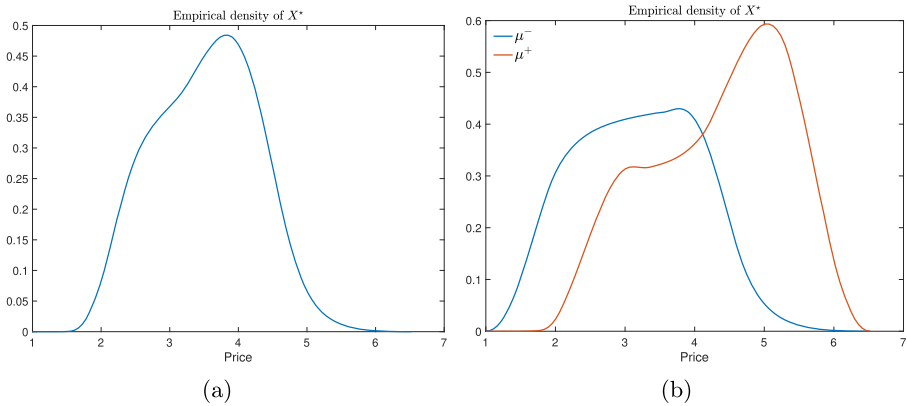 Empirical density of X⋆
0.5
0.45
0.4
0.35
0.3
0.25
0.2
0.15
0.1
0.05
0
1 2 3 4 5 6 7
Price
(a)
Empirical density of X⋆
μ−
μ+
0.6
0.5
0.4
0.3
0.2
0.1
0
1 2 3 4 5 6 7
Price
(b)